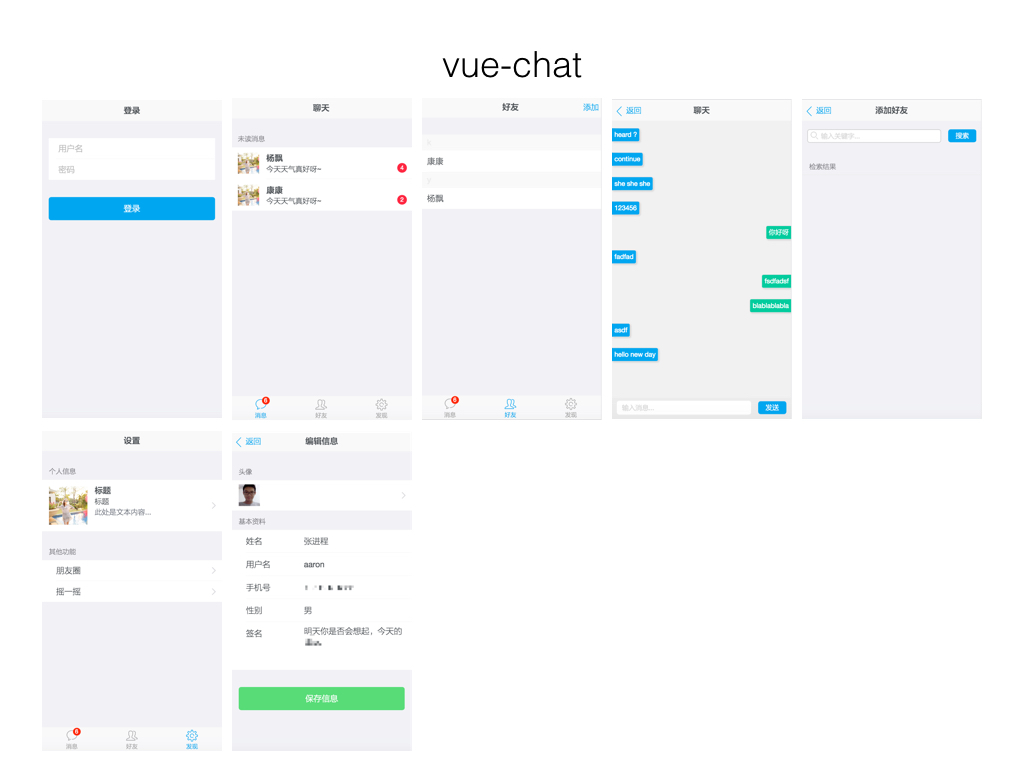 vue-chat
登录
用户名
密码
登录
聊天
未读消息
杨飘
今天天气真好呀~
4
康康
今天天气真好呀~
2
6
消息
好友
发现
好友
添加
k
康康
y
杨飘
6
消息
好友
发现
返回
聊天
heard ?
continue
she she she
123456
你好呀
fadfad
fsdfadsf
blablablabla
asdf
hello new day
输入消息...
发送
返回
添加好友
输入关键字...
搜索
检索结果
设置
个人信息
标题
标题
此处是文本内容...
其他功能
朋友圈
摇一摇
6
消息
好友
发现
返回
编辑信息
头像
基本资料
姓名 张进程
用户名 aaron
手机号
性别 男
签名 明天你是否会想起，今天的
保存信息